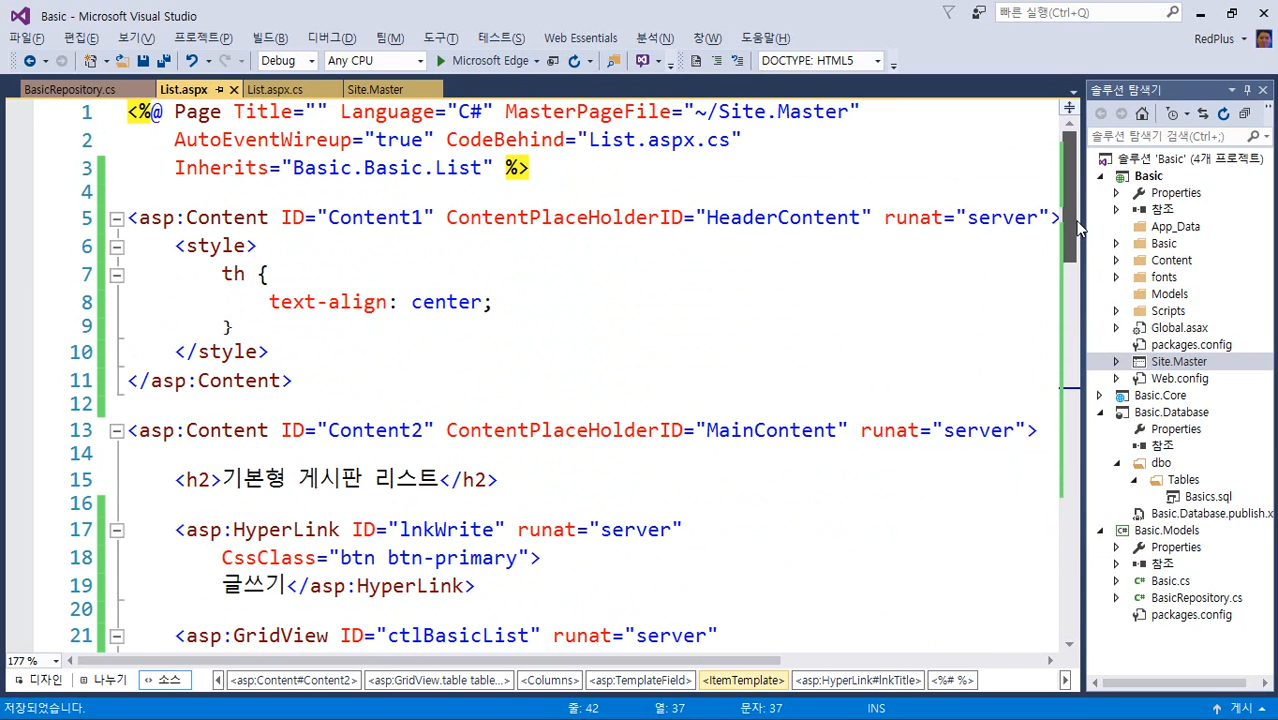 Basic - Microsoft Visual Studio
빠른 실행(Ctrl+Q)
파일(F) 편집(E) 보기(V) 프로젝트(P) 빌드(B) 디버그(D) 팀(M) 도구(T) 테스트(S) Web Essentials 분석(N) 창(W) 도움말(H)
RedPlus
Debug Any CPU Microsoft Edge DOCTYPE: HTML5
BasicRepository.cs List.aspx List.aspx.cs Site.Master
1 <%@ Page Title="" Language="C#" MasterPageFile="~/Site.Master"
2 AutoEventWireup="true" CodeBehind="List.aspx.cs"
3 Inherits="Basic.Basic.List" %>
4
5 <asp:Content ID="Content1" ContentPlaceHolderID="HeaderContent" runat="server">
6 <style>
7 th {
8 text-align: center;
9 }
10 </style>
11 </asp:Content>
12
13 <asp:Content ID="Content2" ContentPlaceHolderID="MainContent" runat="server">
14
15 <h2>기본형 게시판 리스트</h2>
16
17 <asp:HyperLink ID="lnkWrite" runat="server"
18 CssClass="btn btn-primary">
19 글쓰기</asp:HyperLink>
20
21 <asp:GridView ID="ctlBasicList" runat="server"
177 %
디자인 나누기 소스 <asp:Content#Content2> <asp:GridView.table table... <Columns> <asp:TemplateField> <ItemTemplate> <asp:HyperLink#lnkTitle> <%# %>
솔루션 탐색기
솔루션 탐색기 검색(Ctrl+;)
솔루션 'Basic' (4개 프로젝트)
Basic
Properties
참조
App_Data
Basic
Content
fonts
Models
Scripts
Global.asax
packages.config
Site.Master
Web.config
Basic.Core
Basic.Database
Properties
참조
dbo
Tables
Basics.sql
Basic.Database.publish.x
Basic.Models
Properties
참조
Basic.cs
BasicRepository.cs
packages.config
저장되었습니다. 줄: 42 열: 37 문자: 37 INS 게시